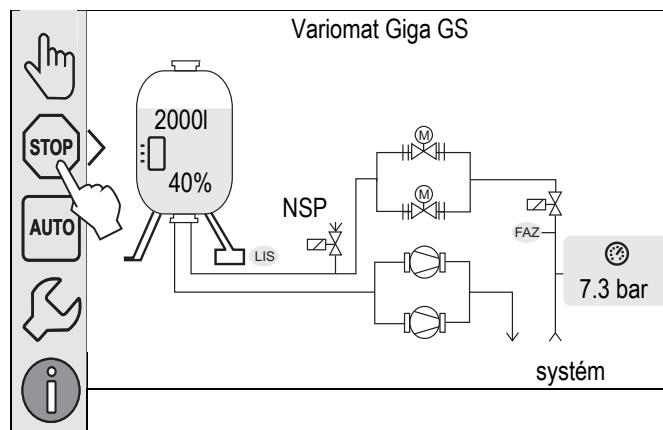 Variomat Giga GS
STOP
AUTO
2000l
40%
LIS
NSP
M
M
FAZ
7.3 bar
systém
i